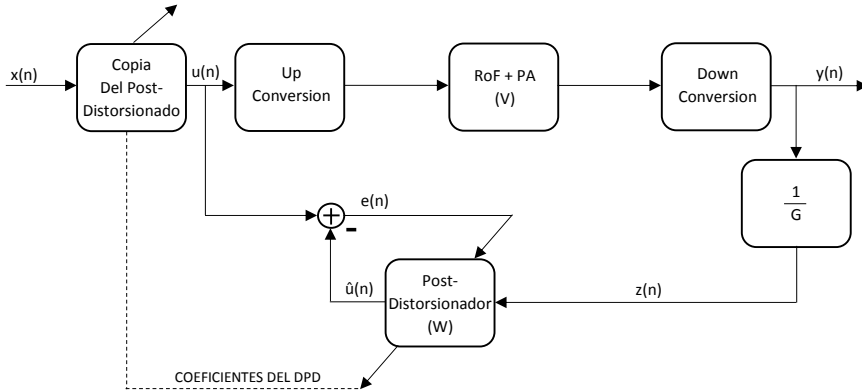 x(n)
Copia
Del Post-
Distorsionado
u(n)
Up
Conversion
RoF + PA
(V)
Down
Conversion
y(n)
1
G
+
e(n)
-
û(n)
Post-
Distorsionador
(W)
z(n)
COEFICIENTES DEL DPD